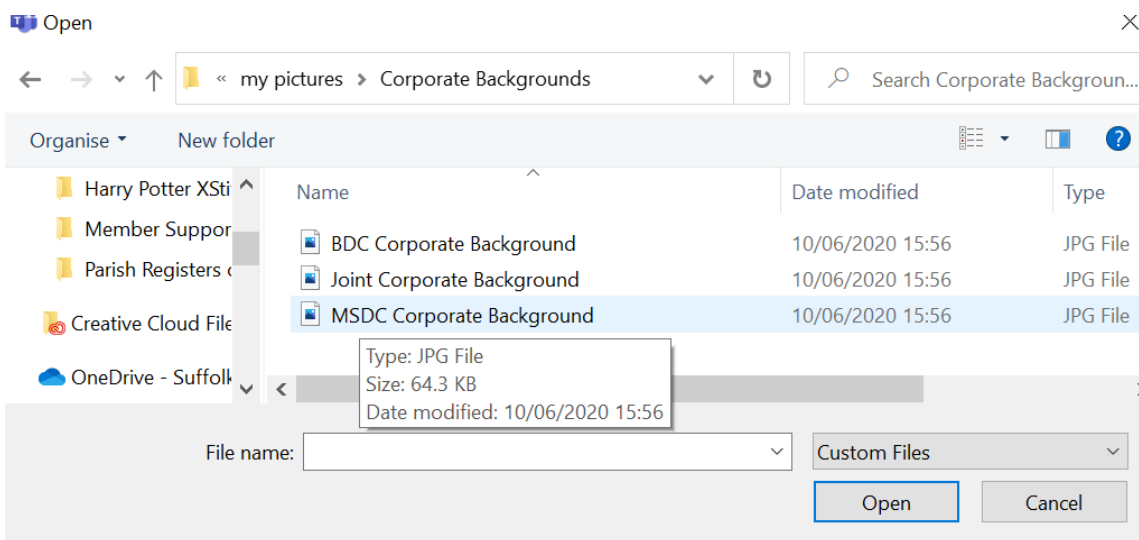 Open
« my pictures > Corporate Backgrounds
Search Corporate Backgroun...
Organise New folder
Harry Potter XSti
Member Suppor
Parish Registers
Creative Cloud File
OneDrive - Suffolk
Name Date modified Type
BDC Corporate Background 10/06/2020 15:56 JPG File
Joint Corporate Background 10/06/2020 15:56 JPG File
MSDC Corporate Background 10/06/2020 15:56 JPG File
Type: JPG File
Size: 64.3 KB
Date modified: 10/06/2020 15:56
File name:
Custom Files
Open Cancel